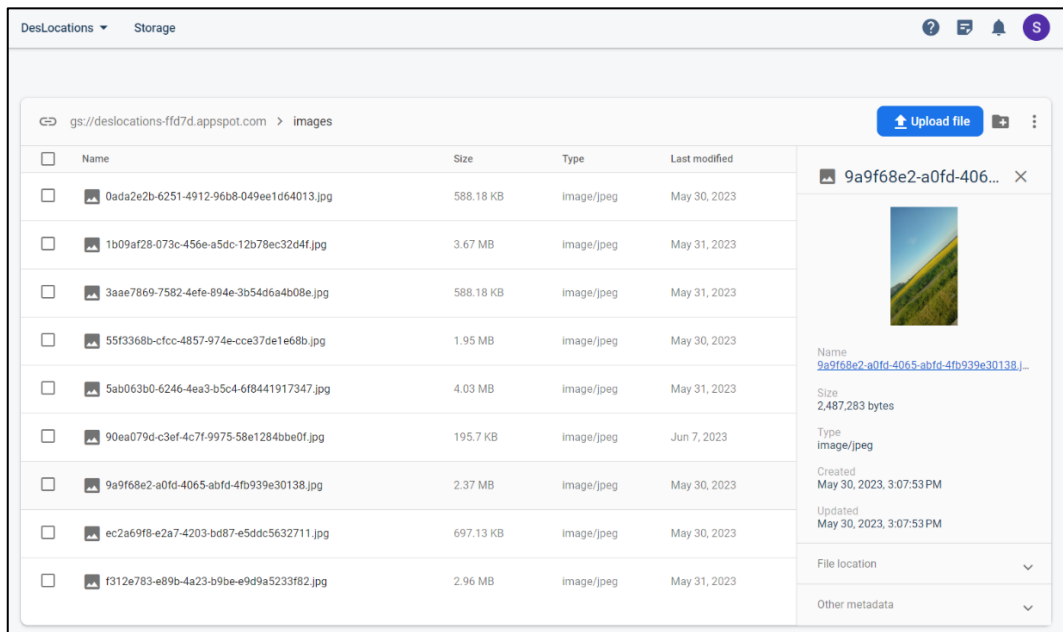 DesLocations Storage S
gs://deslocations-ffd7d.appspot.com > images Upload file
Name Size Type Last modified
0ada2e2b-6251-4912-96b8-049ee1d64013.jpg 588.18 KB image/jpeg May 30, 2023
1b09af28-073c-456e-a5dc-12b78ec32d4f.jpg 3.67 MB image/jpeg May 31, 2023
3aae7869-7582-4efe-894e-3b54d6a4b08e.jpg 588.18 KB image/jpeg May 31, 2023
55f3368b-cfcc-4857-974e-cce37de1e68b.jpg 1.95 MB image/jpeg May 30, 2023
5ab063b0-6246-4ea3-b5c4-6f8441917347.jpg 4.03 MB image/jpeg May 31, 2023
90ea079d-c3ef-4c7f-9975-58e1284bbe0f.jpg 195.7 KB image/jpeg Jun 7, 2023
9a9f68e2-a0fd-4065-abfd-4fb939e30138.jpg 2.37 MB image/jpeg May 30, 2023
ec2a69f8-e2a7-4203-bd87-e5ddc5632711.jpg 697.13 KB image/jpeg May 30, 2023
f312e783-e89b-4a23-b9be-e9d9a5233f82.jpg 2.96 MB image/jpeg May 31, 2023
9a9f68e2-a0fd-406...
Name
9a9f68e2-a0fd-4065-abfd-4fb939e30138.j...
Size
2,487,283 bytes
Type
image/jpeg
Created
May 30, 2023, 3:07:53 PM
Updated
May 30, 2023, 3:07:53 PM
File location
Other metadata